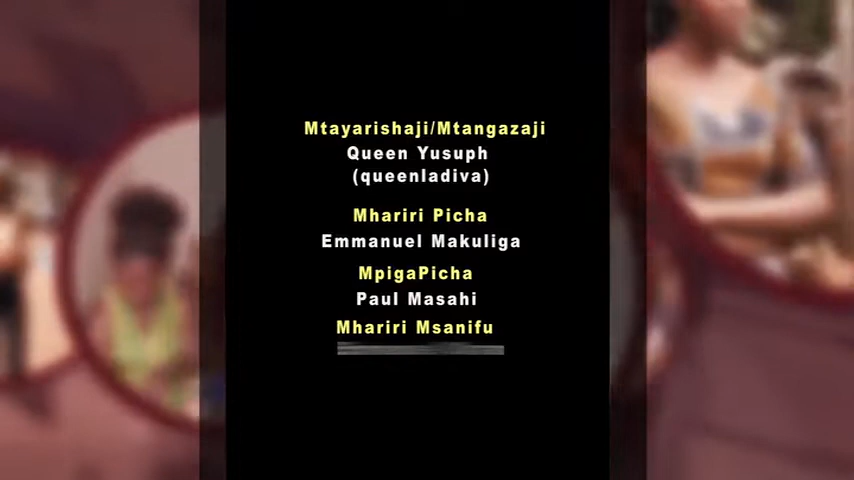 Mtayarishaji/Mtangazaji
Queen Yusuph
(queenladiva)
Mhariri Picha
Emmanuel Makuliga
MpigaPicha
Paul Masahi
Mhariri Msanifu